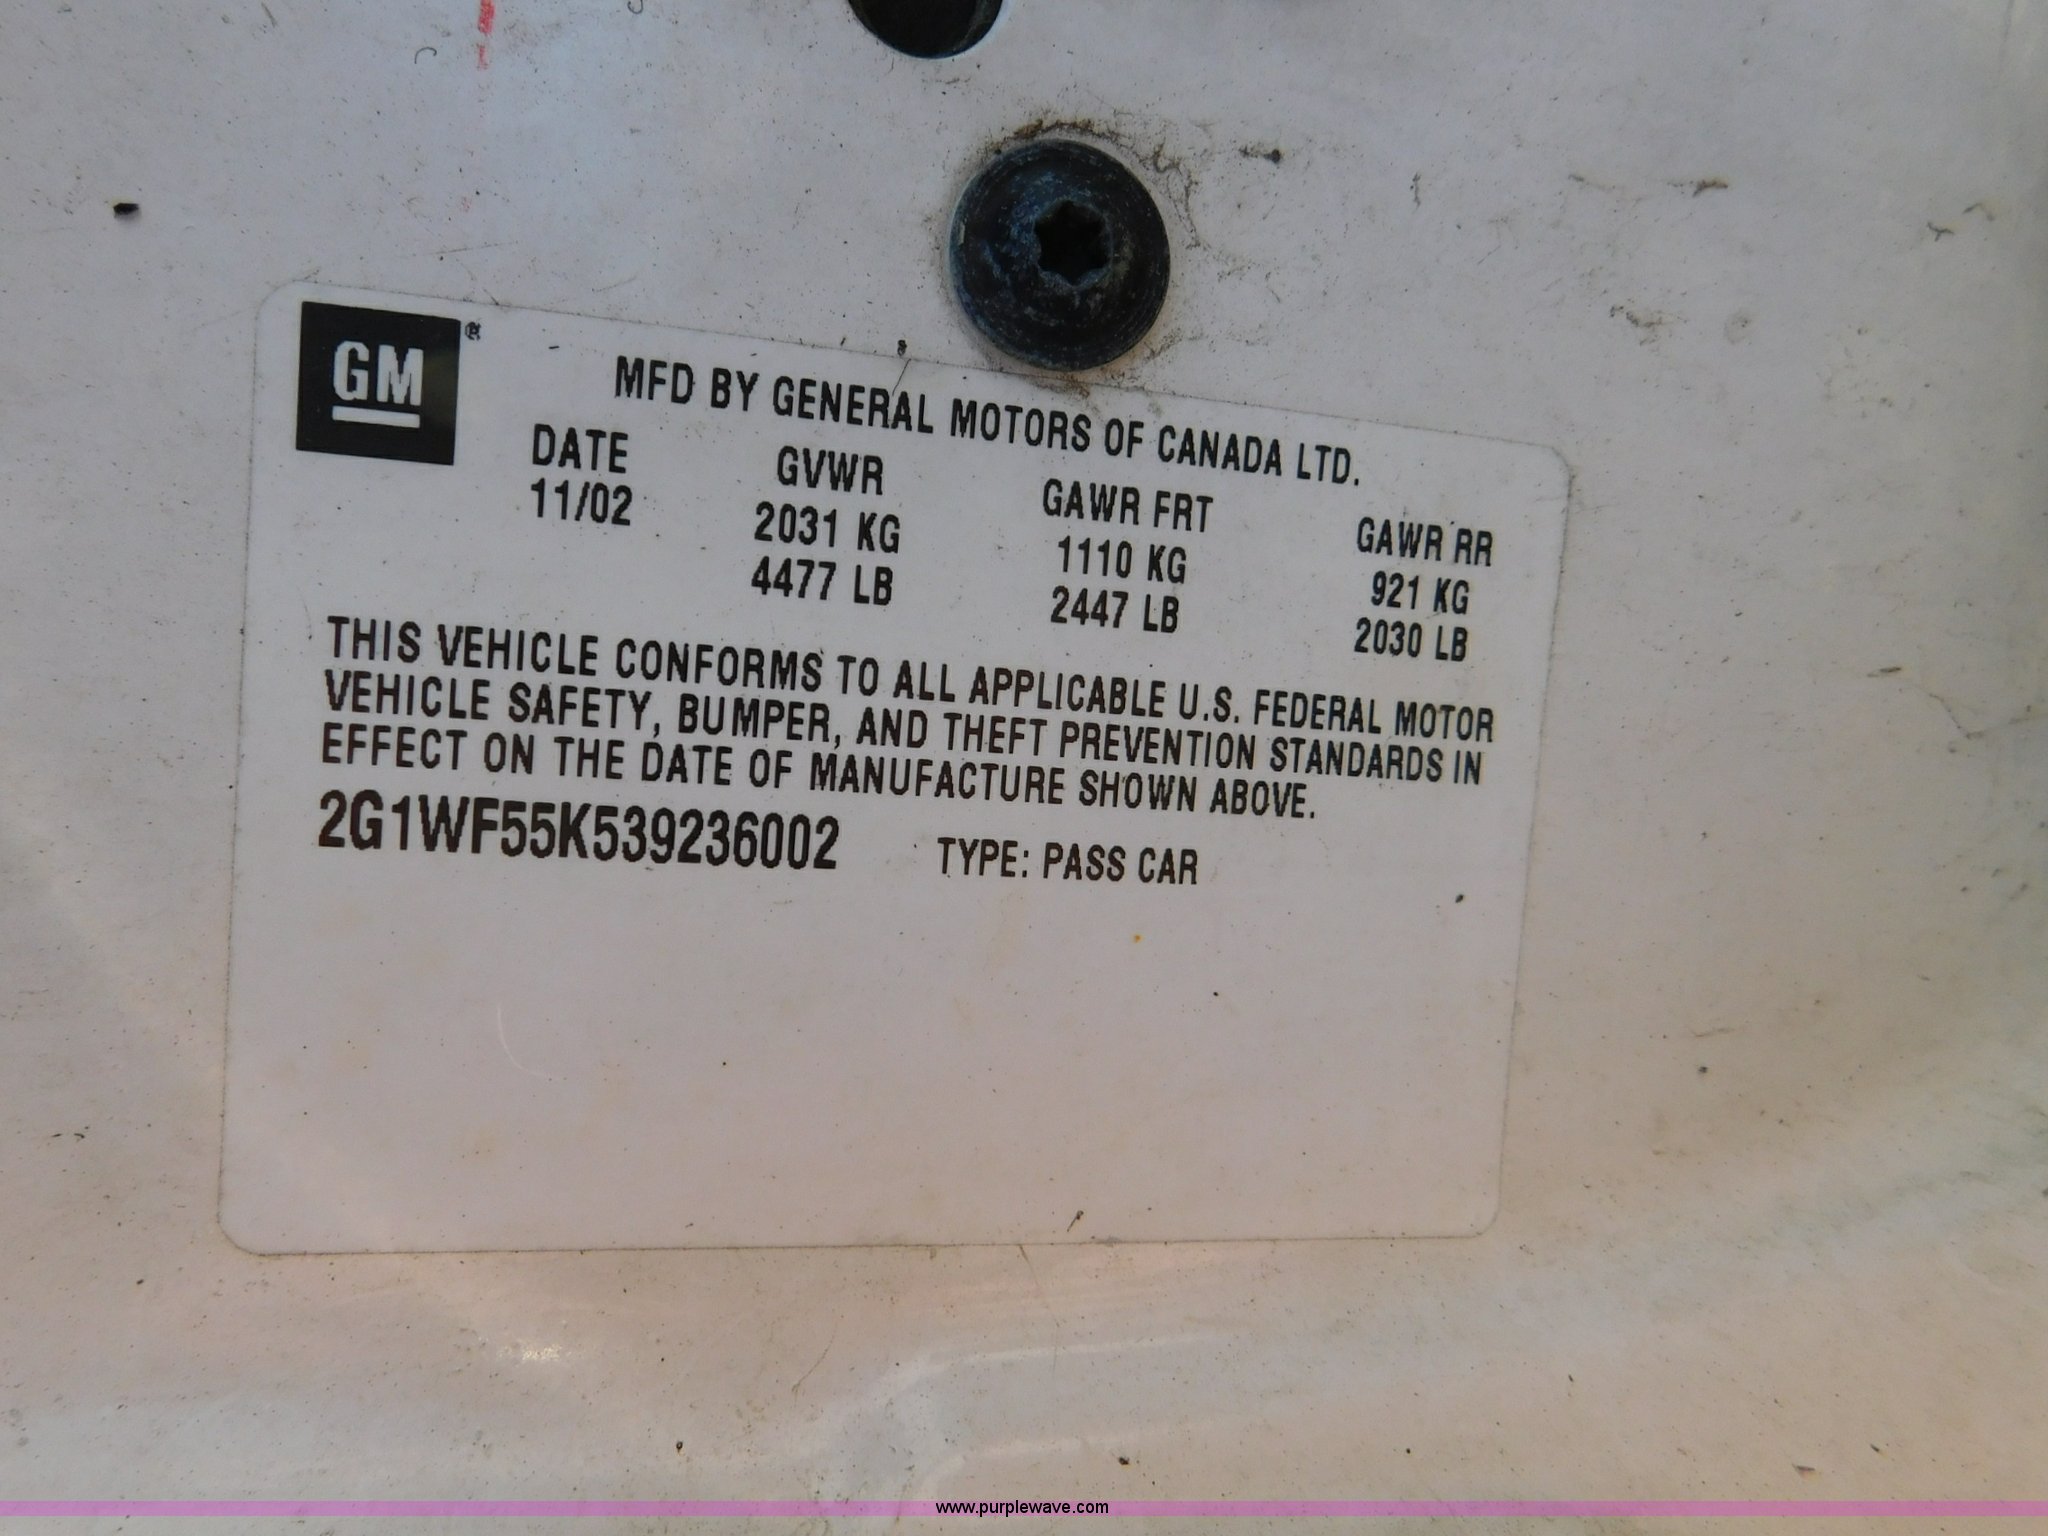 GM®
MFD BY GENERAL MOTORS OF CANADA LTD.
DATE GVWR GAWR FRT GAWR RR
11/02 2031 KG 1110 KG 921 KG
4477 LB 2447 LB 2030 LB
THIS VEHICLE CONFORMS TO ALL APPLICABLE U.S. FEDERAL MOTOR
VEHICLE SAFETY, BUMPER, AND THEFT PREVENTION STANDARDS IN
EFFECT ON THE DATE OF MANUFACTURE SHOWN ABOVE.
2G1WF55K539236002 TYPE: PASS CAR
www.purplewave.com